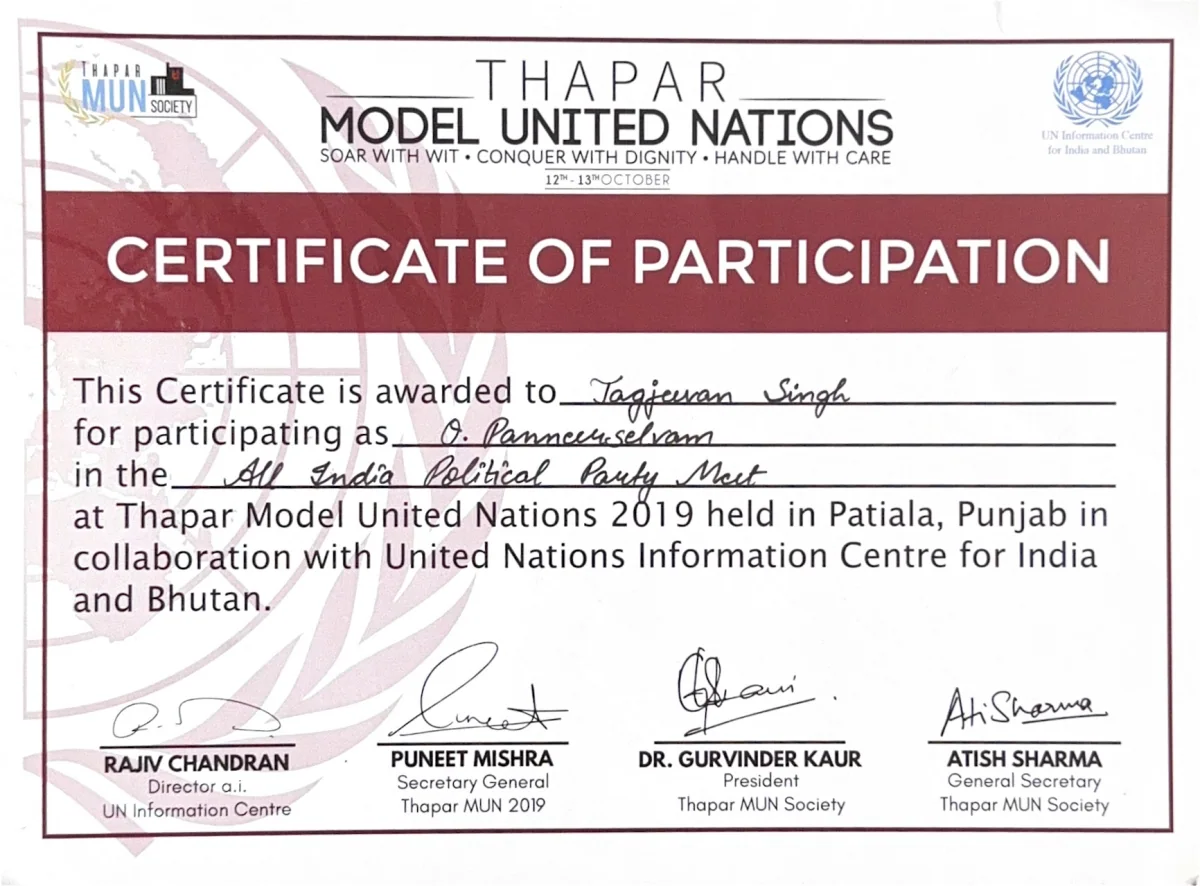 THAPAR
MUN SOCIETY
THAPAR
MODEL UNITED NATIONS
SOAR WITH WIT • CONQUER WITH DIGNITY • HANDLE WITH CARE
12TH - 13TH OCTOBER
UN Information Centre
for India and Bhutan
CERTIFICATE OF PARTICIPATION
This Certificate is awarded to Jagjeevan Singh
for participating as O. Panneerselvam
in the All India Political Party Meet
at Thapar Model United Nations 2019 held in Patiala, Punjab in
collaboration with United Nations Information Centre for India
and Bhutan.
Puneet
AtiSharma
RAJIV CHANDRAN
Director a.i.
UN Information Centre
PUNEET MISHRA
Secretary General
Thapar MUN 2019
DR. GURVINDER KAUR
President
Thapar MUN Society
ATISH SHARMA
General Secretary
Thapar MUN Society